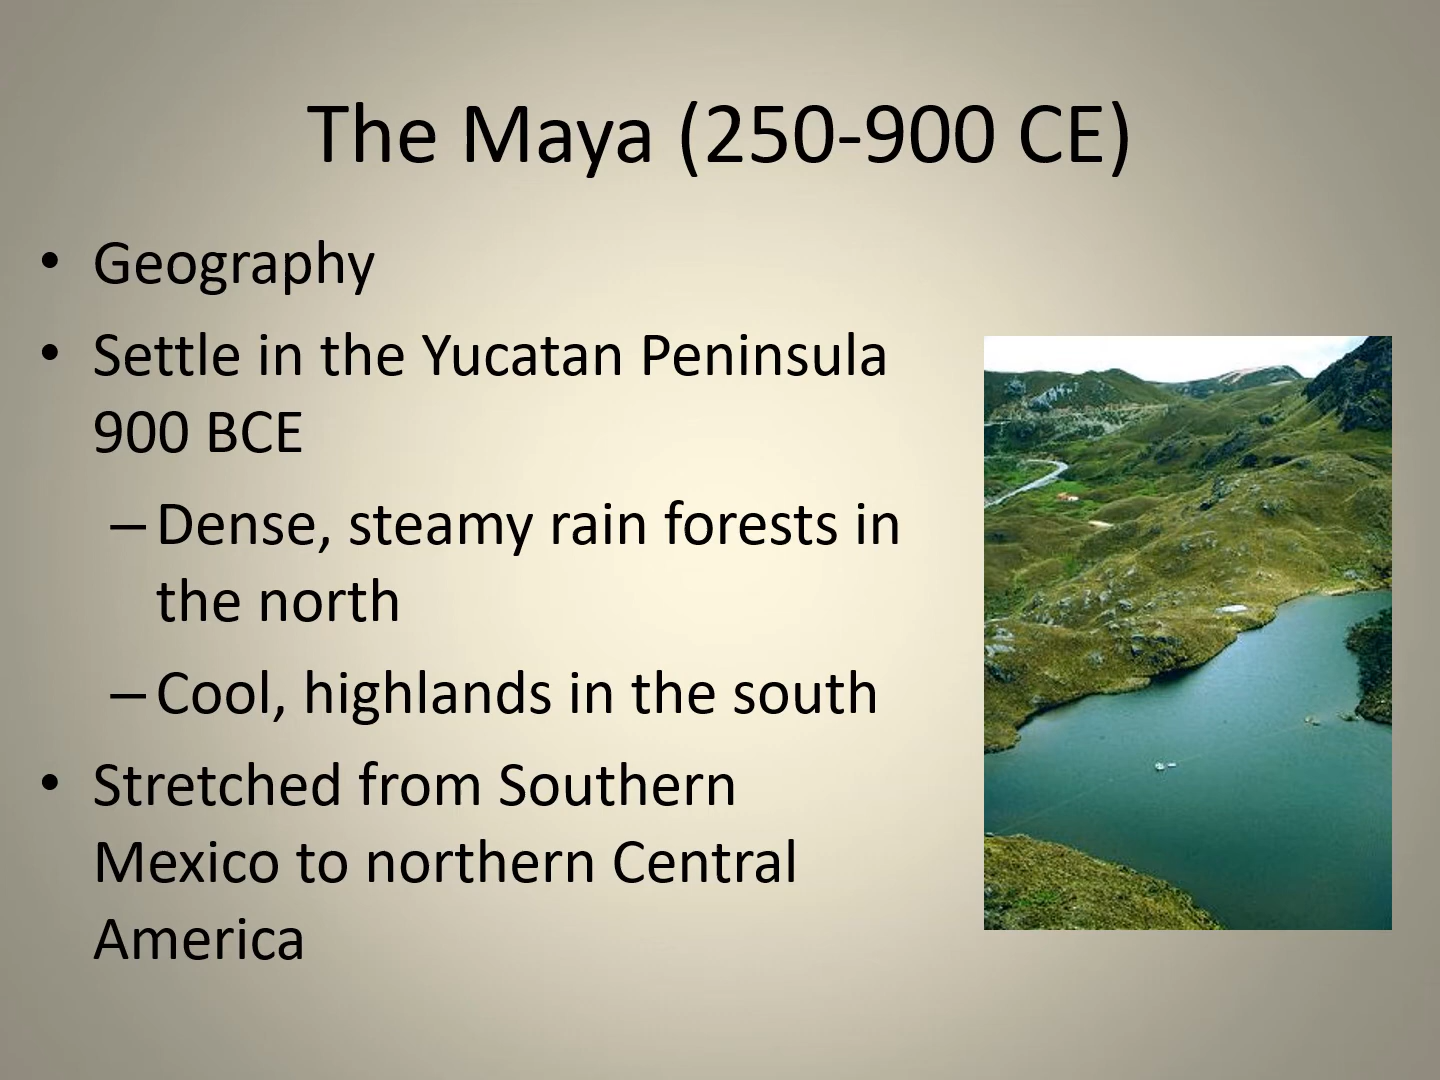 The Maya (250-900 CE)
• Geography
• Settle in the Yucatan Peninsula
900 BCE
– Dense, steamy rain forests in
the north
– Cool, highlands in the south
• Stretched from Southern
Mexico to northern Central
America